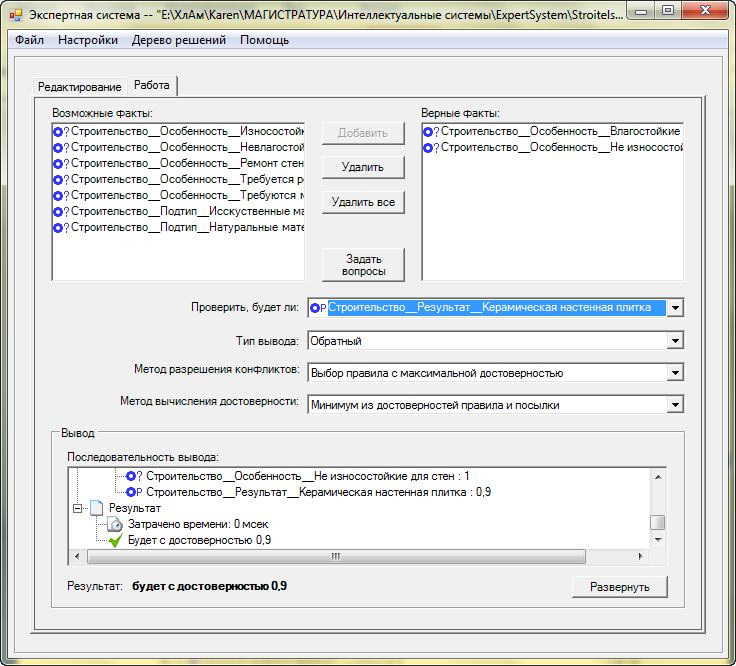 Экспертная система -- "E:\ХлАм\Karen\МАГИСТРАТУРА\Интеллектуальные системы\ExpertSystem\Stroitels...
Файл Настройки Дерево решений Помощь
Редактирование Работа
Возможные факты:
Строительство__Особенность__Износостойк
Строительство__Особенность__Невлагостой
Строительство__Особенность__Ремонт стен
Строительство__Особенность__Требуется ре
Строительство__Особенность__Требуются м
Строительство__Подтип__Исскуственные ма
Строительство__Подтип__Натуральные мате
Добавить
Удалить
Удалить все
Задать
вопросы
Верные факты:
Строительство__Особенность__Влагостойкие
Строительство__Особенность__Не износостой
Проверить, будет ли: Строительство__Результат__Керамическая настенная плитка
Тип вывода: Обратный
Метод разрешения конфликтов: Выбор правила с максимальной достоверностью
Метод вычисления достоверности: Минимум из достоверностей правила и посылки
Вывод
Последовательность вывода:
Строительство__Особенность__Не износостойкие для стен : 1
Строительство__Результат__Керамическая настенная плитка : 0,9
Результат
Затрачено времени: 0 мсек
Будет с достоверностью 0,9
Результат: будет с достоверностью 0,9
Развернуть